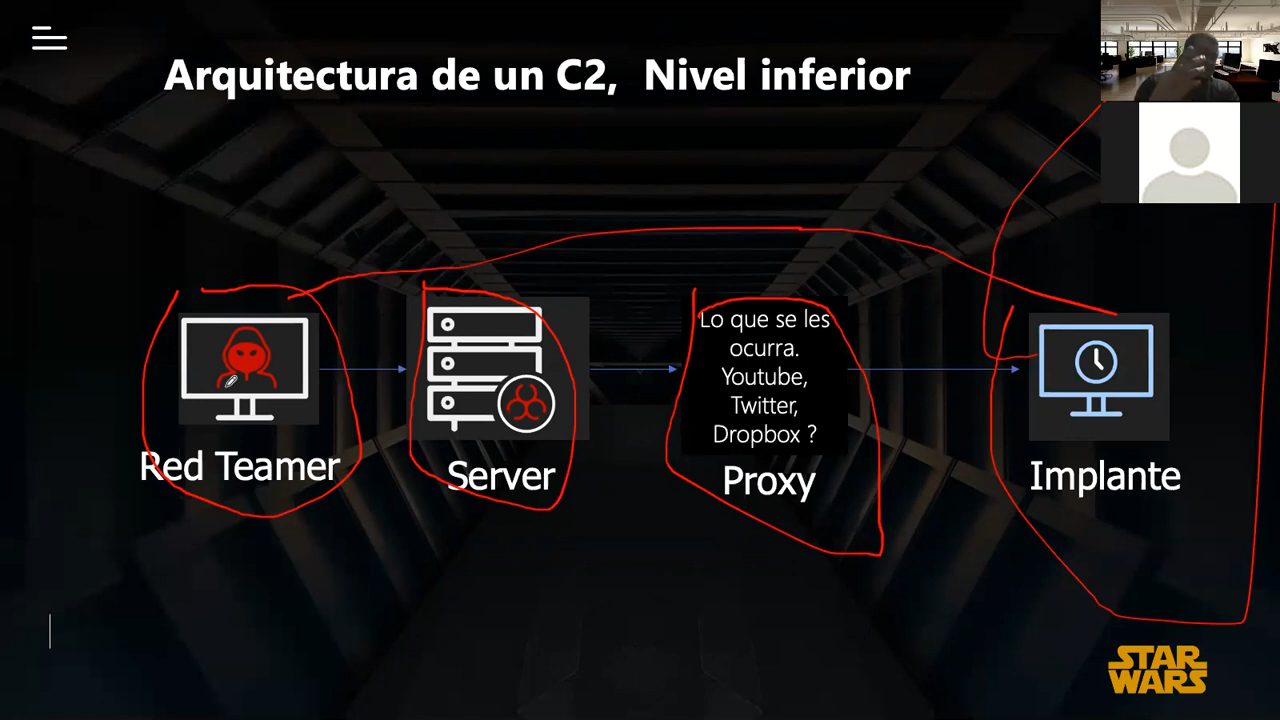 Arquitectura de un C2, Nivel inferior
Lo que se les
ocurra.
Youtube,
Twitter,
Dropbox ?
Red Teamer
Server
Proxy
Implante
STAR
WARS